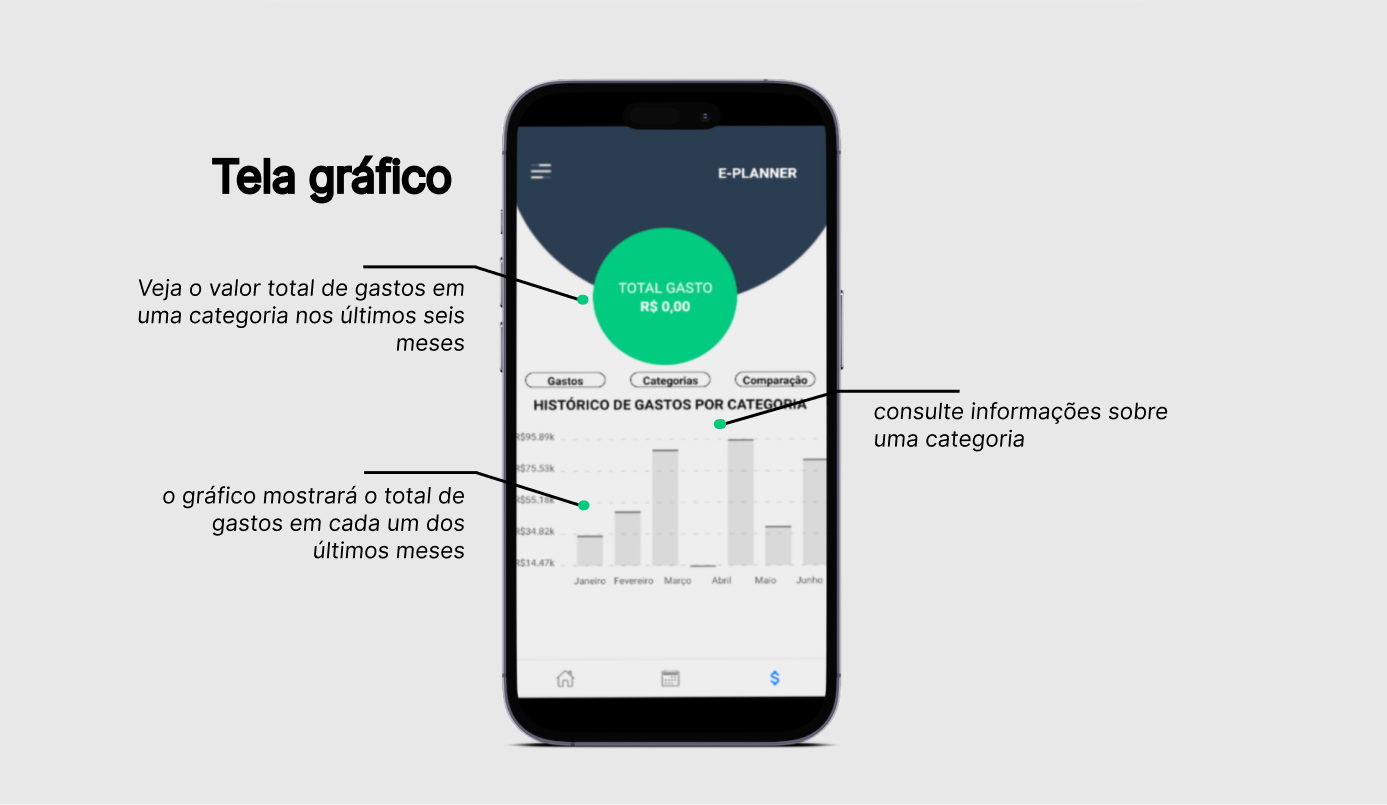 Tela gráfico
Veja o valor total de gastos em
uma categoria nos últimos seis
meses
o gráfico mostrará o total de
gastos em cada um dos
últimos meses
E-PLANNER
TOTAL GASTO
R$ 0,00
Gastos Categorias Comparação
HISTÓRICO DE GASTOS POR CATEGORIA
R$95.89k
R$75.53k
R$55.18k
R$34.82k
R$14.47k
Janeiro Fevereiro Março Abril Maio Junho
consulte informações sobre
uma categoria